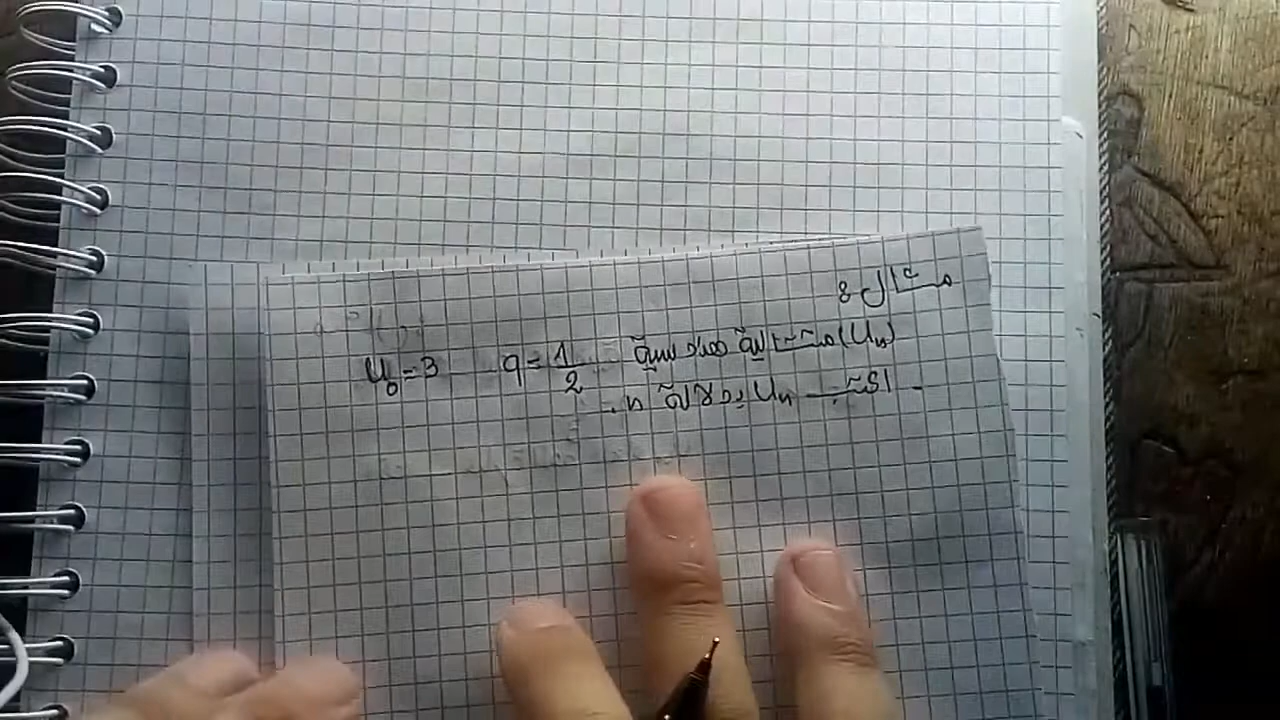 مثال :
(Un) متتالية هندسية q = 1/2 U0 = 3
- اكتب Un بدلالة n .